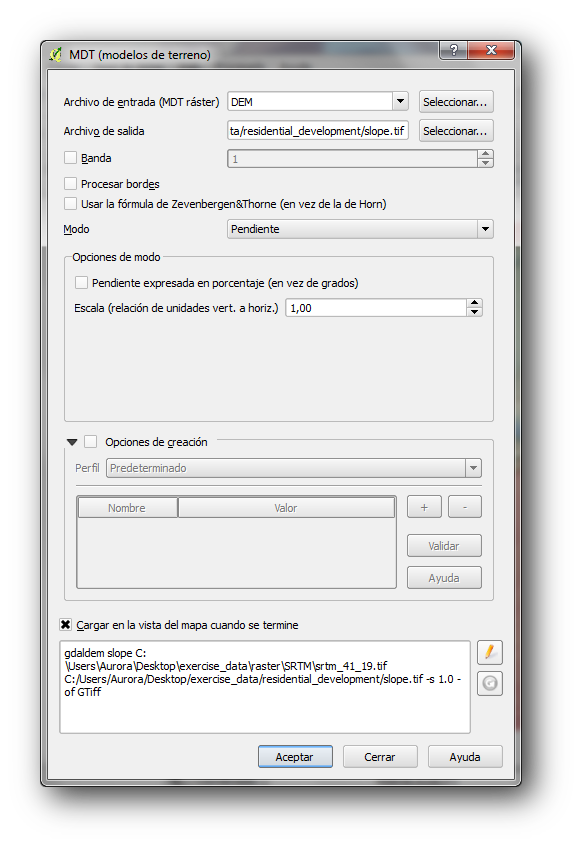 MDT (modelos de terreno)
?
Archivo de entrada (MDT ráster) DEM Seleccionar...
Archivo de salida ta/residential_development/slope.tif Seleccionar...
Banda 1
Procesar bordes
Usar la fórmula de Zevenbergen&Thorne (en vez de la de Horn)
Modo Pendiente
Opciones de modo
Pendiente expresada en porcentaje (en vez de grados)
Escala (relación de unidades vert. a horiz.) 1,00
Opciones de creación
Perfil Predeterminado
Nombre Valor + -
Validar
Ayuda
Cargar en la vista del mapa cuando se termine
gdaldem slope C:
\Users\Aurora\Desktop\exercise_data\raster\SRTM\srtm_41_19.tif
C:/Users/Aurora/Desktop/exercise_data/residential_development/slope.tif -s 1.0 -
of GTiff
Aceptar Cerrar Ayuda